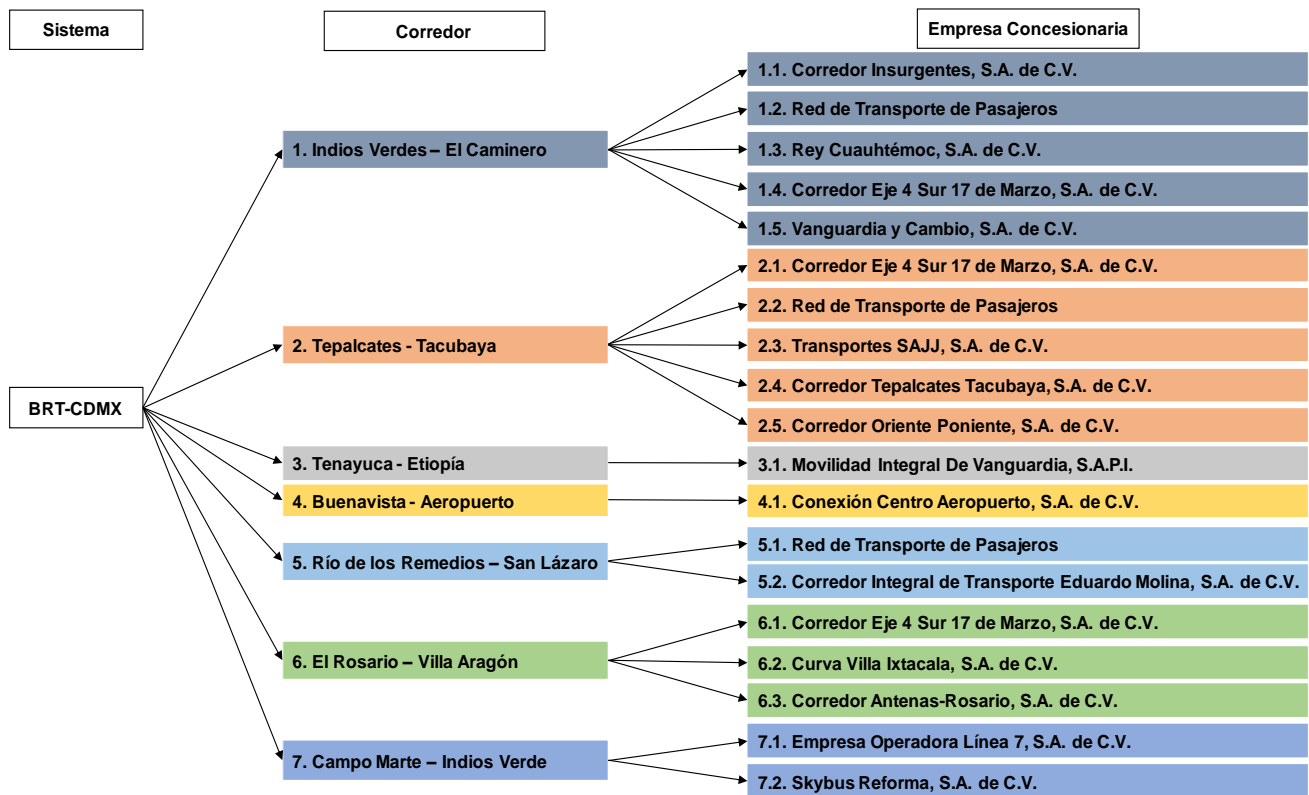 Sistema
Corredor
Empresa Concesionaria
BRT-CDMX
1. Indios Verdes – El Caminero
1.1. Corredor Insurgentes, S.A. de C.V.
1.2. Red de Transporte de Pasajeros
1.3. Rey Cuauhtémoc, S.A. de C.V.
1.4. Corredor Eje 4 Sur 17 de Marzo, S.A. de C.V.
1.5. Vanguardia y Cambio, S.A. de C.V.
2. Tepalcates - Tacubaya
2.1. Corredor Eje 4 Sur 17 de Marzo, S.A. de C.V.
2.2. Red de Transporte de Pasajeros
2.3. Transportes SAJJ, S.A. de C.V.
2.4. Corredor Tepalcates Tacubaya, S.A. de C.V.
2.5. Corredor Oriente Poniente, S.A. de C.V.
3. Tenayuca - Etiopía
3.1. Movilidad Integral De Vanguardia, S.A.P.I.
4. Buenavista - Aeropuerto
4.1. Conexión Centro Aeropuerto, S.A. de C.V.
5. Río de los Remedios – San Lázaro
5.1. Red de Transporte de Pasajeros
5.2. Corredor Integral de Transporte Eduardo Molina, S.A. de C.V.
6. El Rosario – Villa Aragón
6.1. Corredor Eje 4 Sur 17 de Marzo, S.A. de C.V.
6.2. Curva Villa Ixtacala, S.A. de C.V.
6.3. Corredor Antenas-Rosario, S.A. de C.V.
7. Campo Marte – Indios Verde
7.1. Empresa Operadora Línea 7, S.A. de C.V.
7.2. Skybus Reforma, S.A. de C.V.